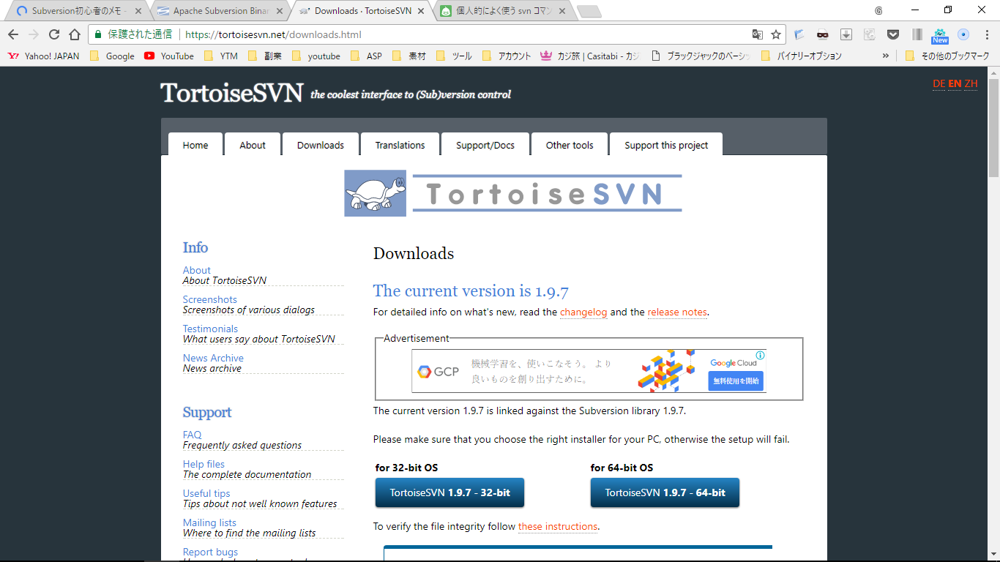 Subversion初心者のメモ -
Apache Subversion Binar
Downloads · TortoiseSVN
個人的によく使う svn コマン
保護された通信
https://tortoisesvn.net/downloads.html
New
Yahoo! JAPAN
Google
YouTube
YTM
副業
youtube
ASP
素材
ツール
アカウント
カジ旅 | Casitabi - カジ
ブラックジャックのベーシッ
バイナリーオプション
»
その他のブックマーク
TortoiseSVN the coolest interface to (Sub)version control
DE EN ZH
Home
About
Downloads
Translations
Support/Docs
Other tools
Support this project
TortoiseSVN
Info
About
About TortoiseSVN
Screenshots
Screenshots of various dialogs
Testimonials
What users say about TortoiseSVN
News Archive
News archive
Support
FAQ
Frequently asked questions
Help files
The complete documentation
Useful tips
Tips about not well known features
Mailing lists
Where to find the mailing lists
Report bugs
Downloads
The current version is 1.9.7
For detailed info on what's new, read the changelog and the release notes.
Advertisement
GCP
機械学習を、使いこなそう。 より
良いものを創り出すために。
Google Cloud
無料使用を開始
The current version 1.9.7 is linked against the Subversion library 1.9.7.
Please make sure that you choose the right installer for your PC, otherwise the setup will fail.
for 32-bit OS
TortoiseSVN 1.9.7 - 32-bit
for 64-bit OS
TortoiseSVN 1.9.7 - 64-bit
To verify the file integrity follow these instructions.